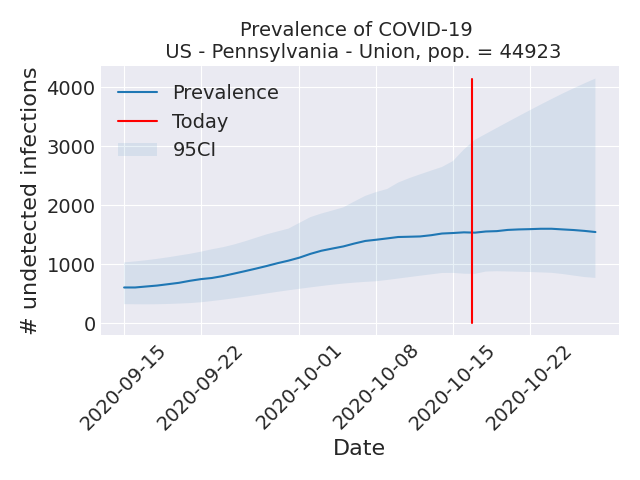 Prevalence of COVID-19
US - Pennsylvania - Union, pop. = 44923
# undetected infections
4000
3000
2000
1000
0
Prevalence
Today
95CI
2020-09-15
2020-09-22
2020-10-01
2020-10-08
2020-10-15
2020-10-22
Date